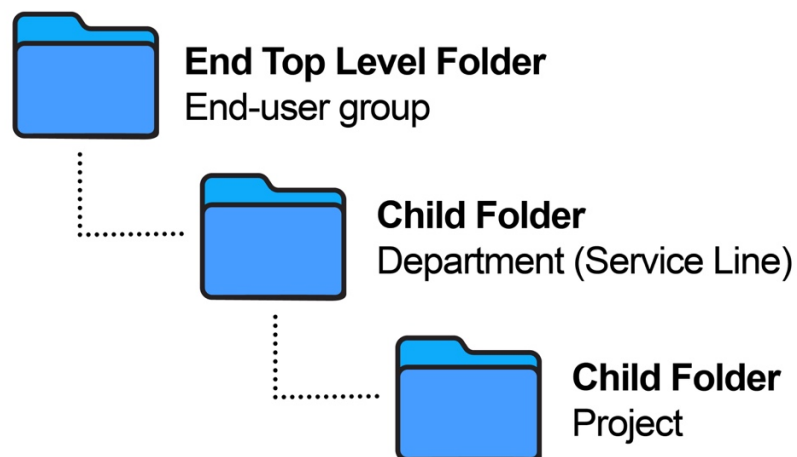 End Top Level Folder
End-user group
Child Folder
Department (Service Line)
Child Folder
Project